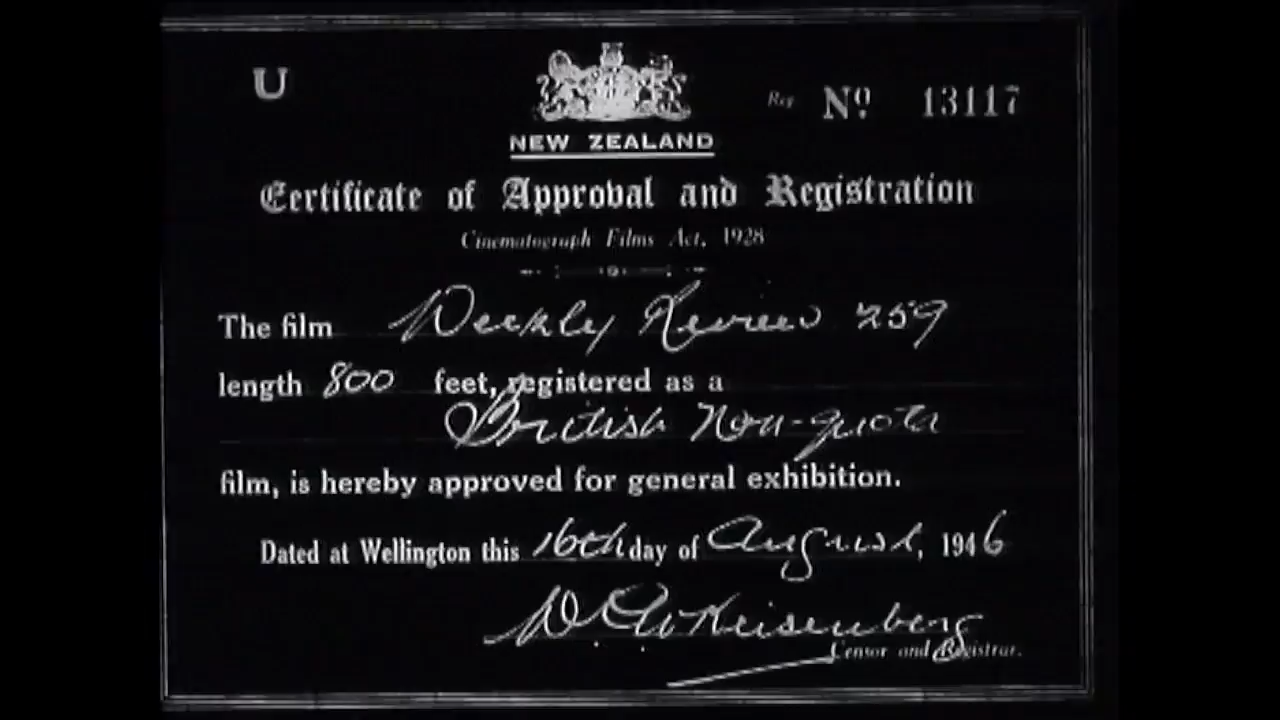 U
Reg Nº 13117
NEW ZEALAND
Certificate of Approval and Registration
Cinematograph Films Act, 1928
The film Weekly Review 259
length 800 feet, registered as a
British Non-quota
film, is hereby approved for general exhibition.
Dated at Wellington this 16th day of August, 1946
Censor and Registrar.